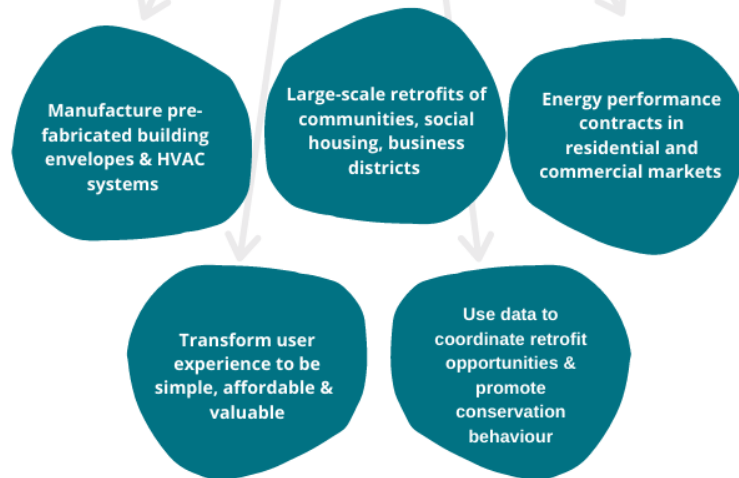 Manufacture pre-
fabricated building
envelopes & HVAC
systems
Large-scale retrofits of
communities, social
housing, business
districts
Energy performance
contracts in
residential and
commercial markets
Transform user
experience to be
simple, affordable &
valuable
Use data to
coordinate retrofit
opportunities &
promote
conservation
behaviour